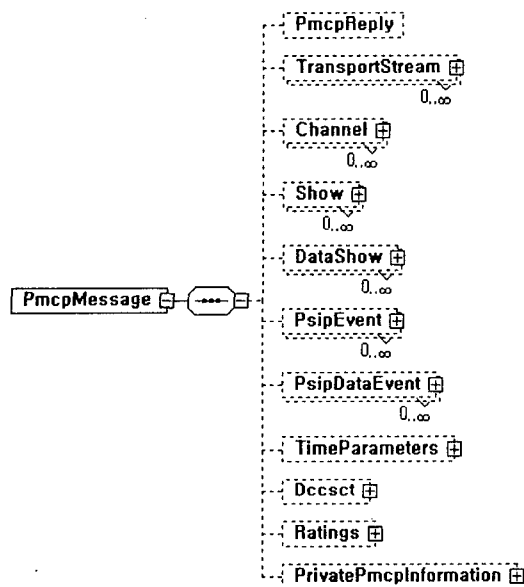 PmcpReply
TransportStream
0..∞
Channel
0..∞
Show
0..∞
DataShow
0..∞
PmcpMessage
PsipEvent
0..∞
PsipDataEvent
0..∞
TimeParameters
Dccsct
Ratings
PrivatePmcpInformation